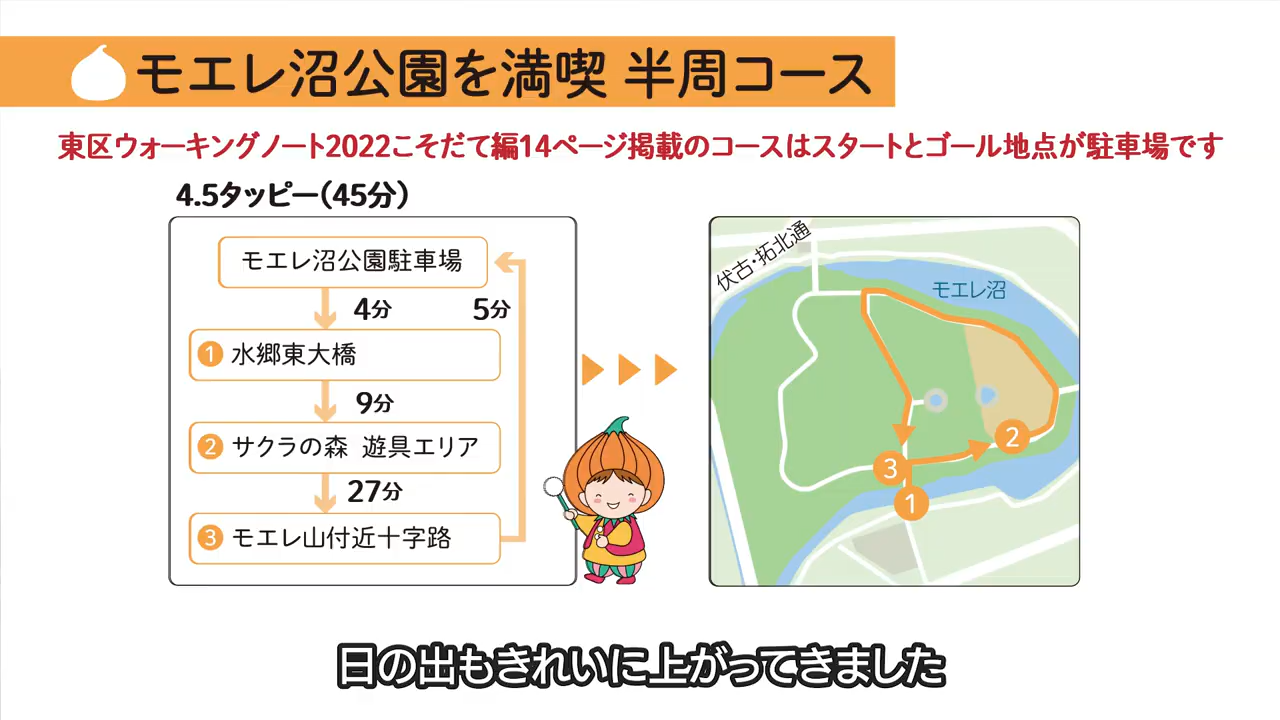 モエレ沼公園を満喫 半周コース
東区ウォーキングノート2022こそだて編14ページ掲載のコースはスタートとゴール地点が駐車場です
4.5タッピー(45分)
モエレ沼公園駐車場
4分
5分
1 水郷東大橋
9分
2 サクラの森 遊具エリア
27分
3 モエレ山付近十字路
伏古・拓北通
モエレ沼
2
3
1
日の出もきれいに上がってきました